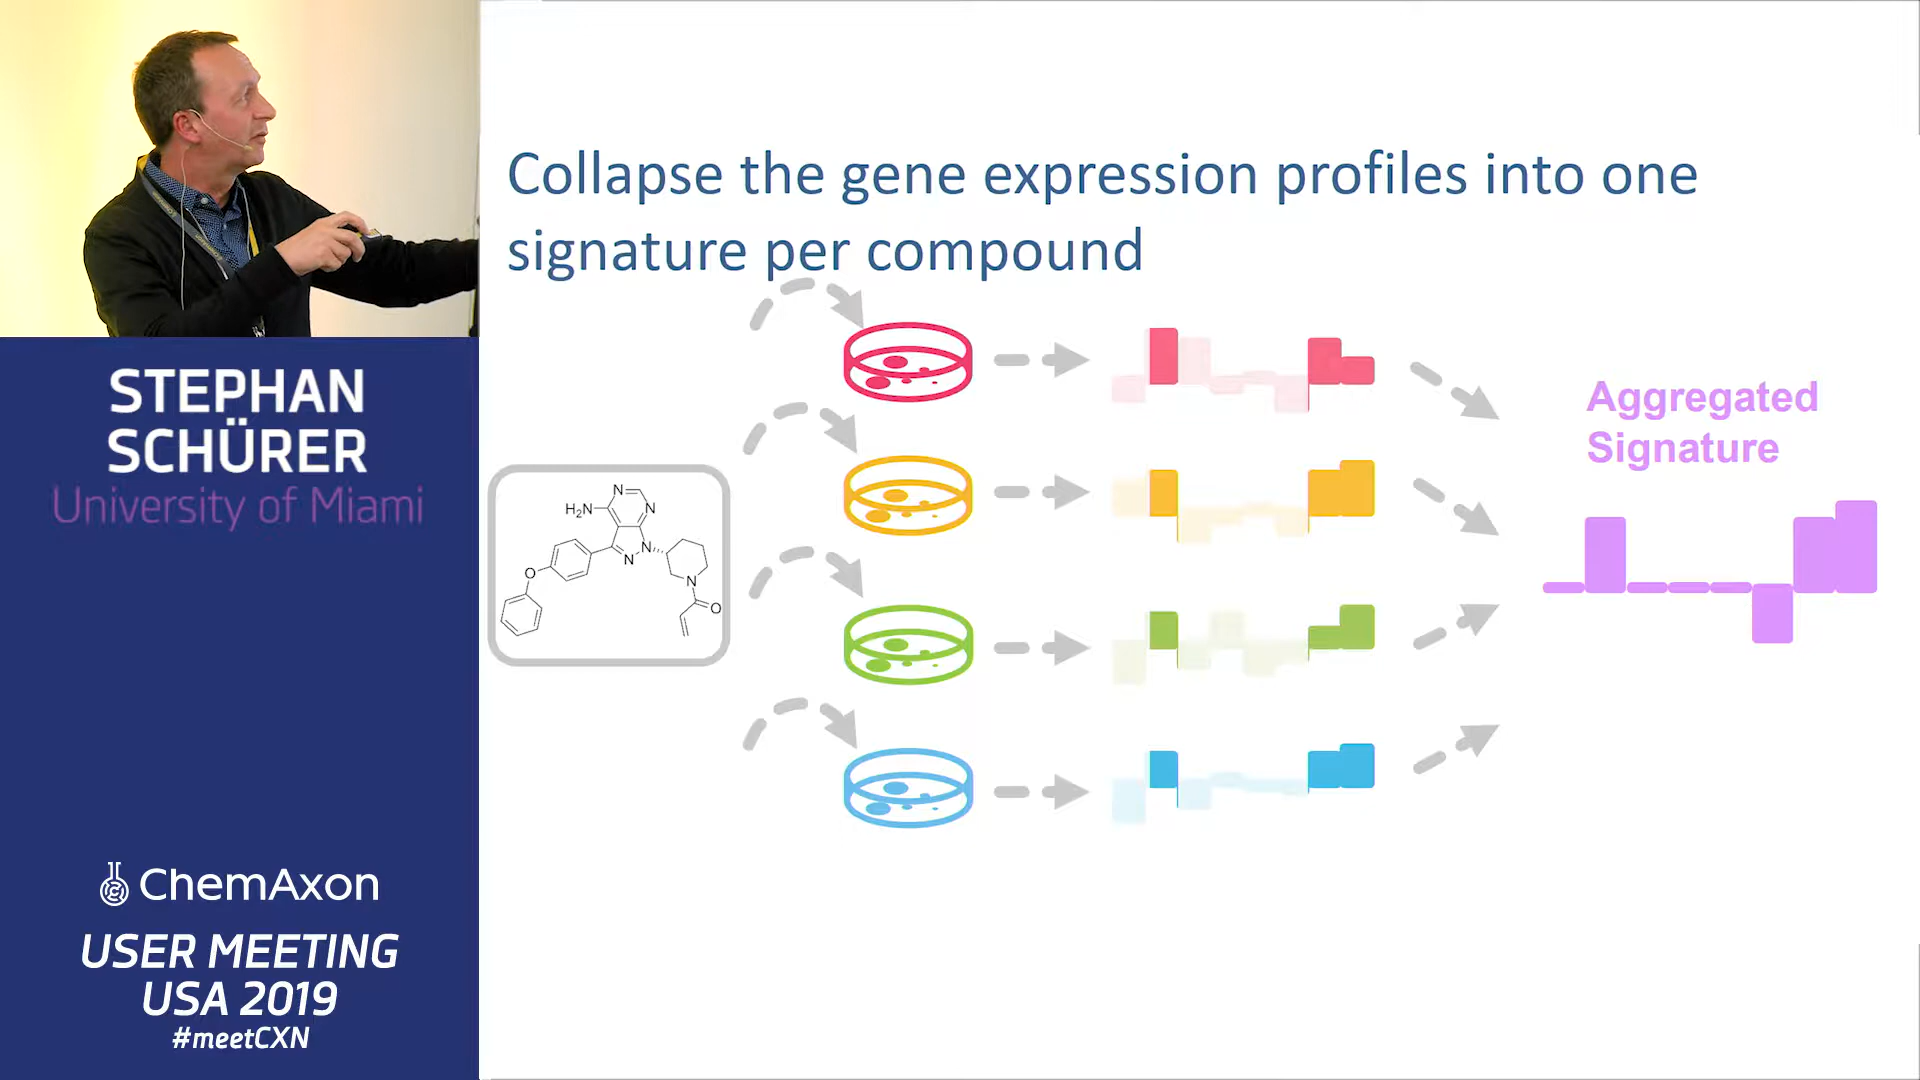 Collapse the gene expression profiles into one
signature per compound
Aggregated
Signature
N
H2N
N
N
N
O
N
O
STEPHAN
SCHÜRER
University of Miami
ChemAxon
USER MEETING
USA 2019
#meetCXN